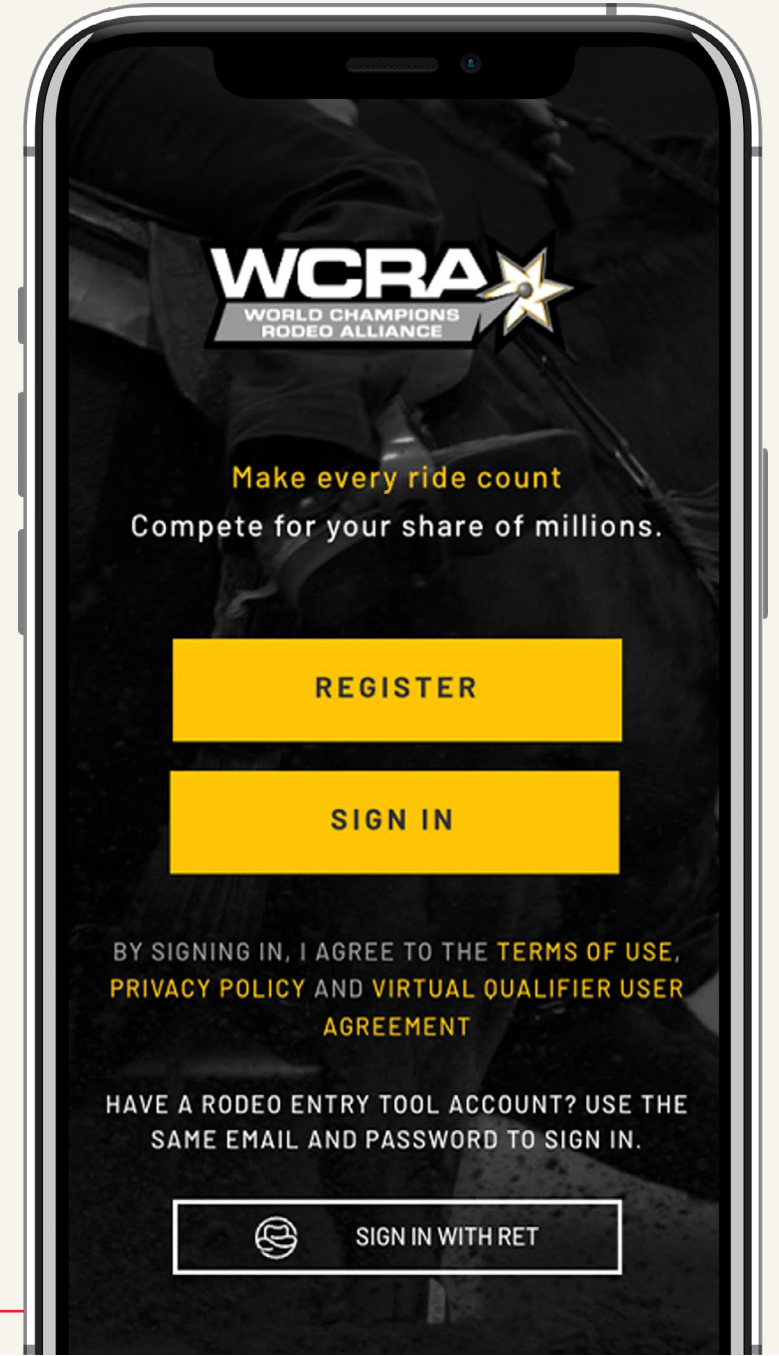 WCRA
WORLD CHAMPIONS
RODEO ALLIANCE
Make every ride count
Compete for your share of millions.
REGISTER
SIGN IN
BY SIGNING IN, I AGREE TO THE TERMS OF USE,
PRIVACY POLICY AND VIRTUAL QUALIFIER USER
AGREEMENT
HAVE A RODEO ENTRY TOOL ACCOUNT? USE THE
SAME EMAIL AND PASSWORD TO SIGN IN.
SIGN IN WITH RET